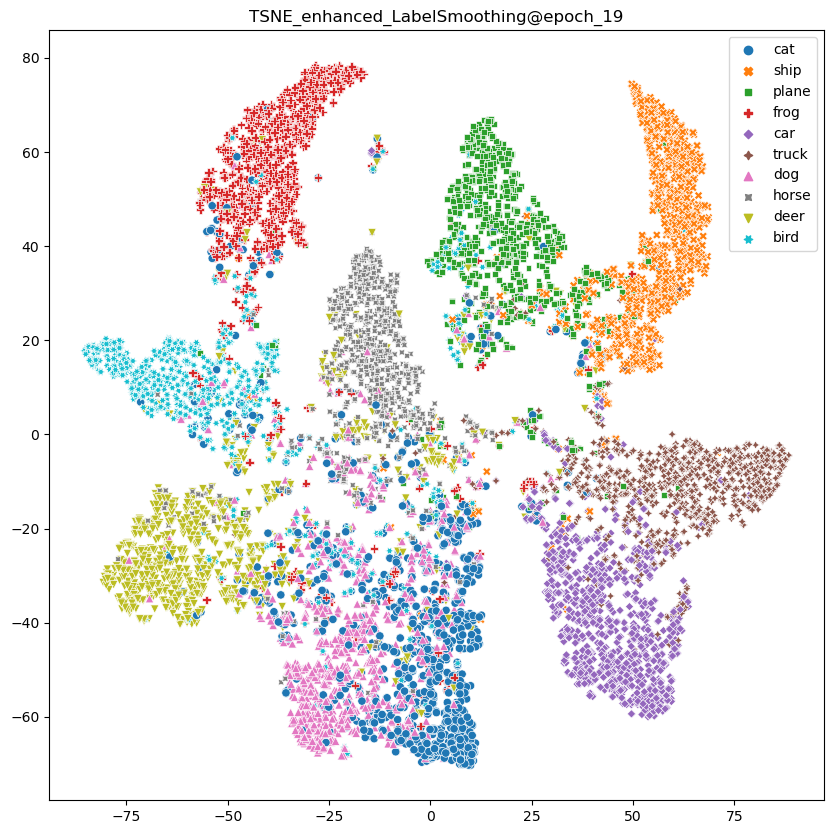 TSNE_enhanced_LabelSmoothing@epoch_19
cat
ship
plane
frog
car
truck
dog
horse
deer
bird
80
60
40
20
0
−20
−40
−60
−75
−50
−25
0
25
50
75